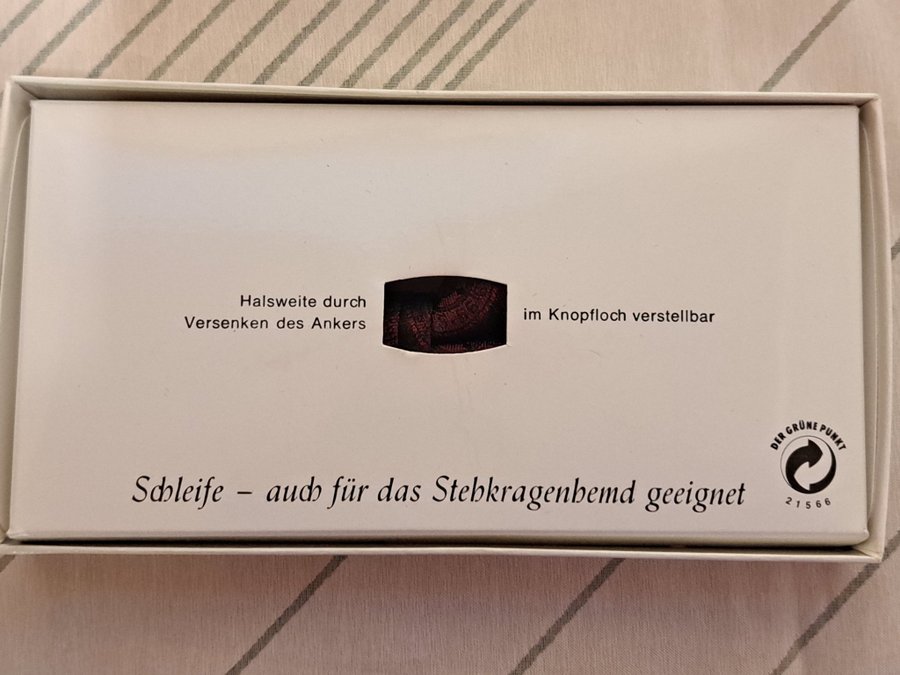 Halsweite durch
Versenken des Ankers
im Knopfloch verstellbar
DER GRÜNE PUNKT
21566
Schleife – auch für das Stehkragenhemd geeignet